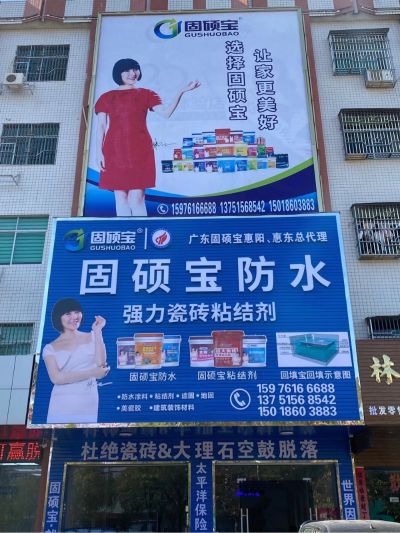 固硕宝
GUSHUOBAO
选择固硕宝
让家更美好
15976166688 13751568542 15018603883
固硕宝
GUSHUOBAO
广东固硕宝惠阳、惠东总代理
固硕宝防水
强力瓷砖粘结剂
固硕宝防水
固硕宝粘结剂
回填宝回填示意图
·防水涂料·粘结剂·墙固·地固
·美瓷胶·建筑装饰材料
159 7616 6688
137 5156 8542
150 1860 3883
杜绝瓷砖&大理石空鼓脱落
固硕宝
太平洋保险
世界因
林
批发零
赢胁